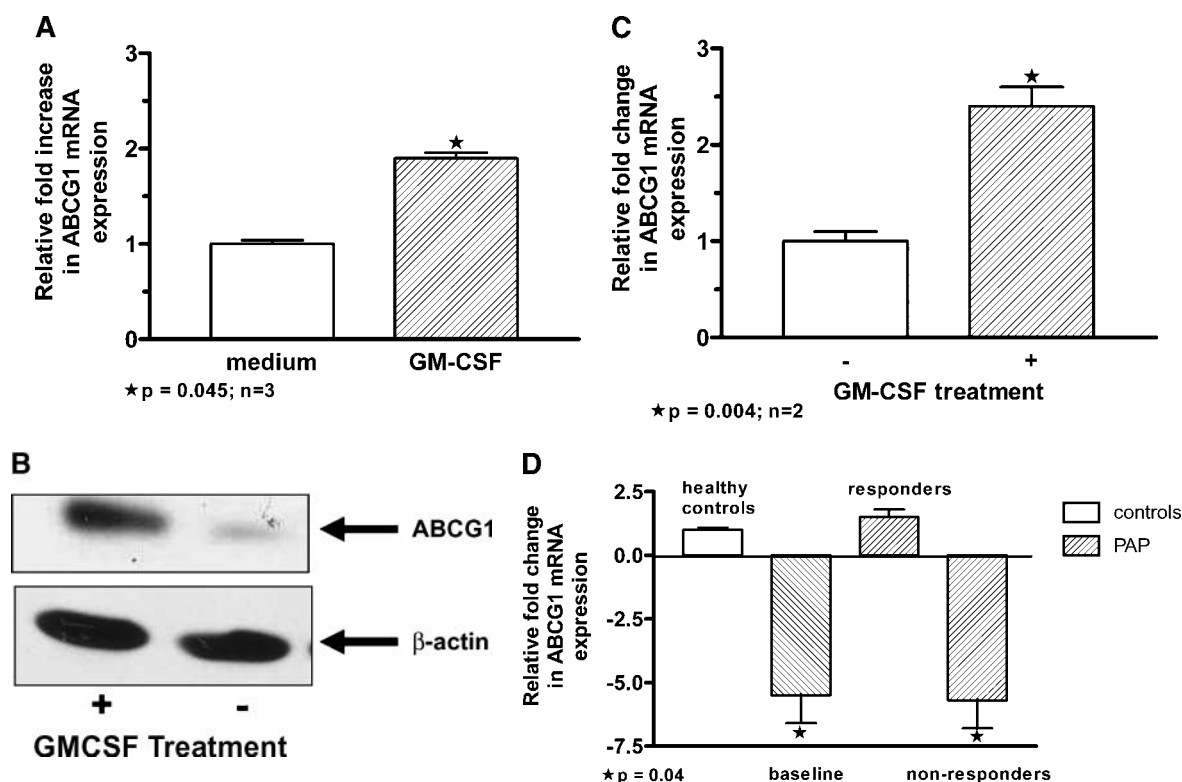 A
Relative fold increase
in ABCG1 mRNA
expression
3
2
1
0
★
medium
GM-CSF
★p = 0.045; n=3
C
Relative fold change
in ABCG1 mRNA
expression
3
2
1
0
★
-
+
GM-CSF treatment
★p = 0.004; n=2
B
ABCG1
β-actin
+
-
GMCSF Treatment
D
Relative fold change
in ABCG1 mRNA
expression
2.5
0.0
-2.5
-5.0
-7.5
healthy
controls
responders
★
★
baseline
non-responders
★p = 0.04
controls
PAP